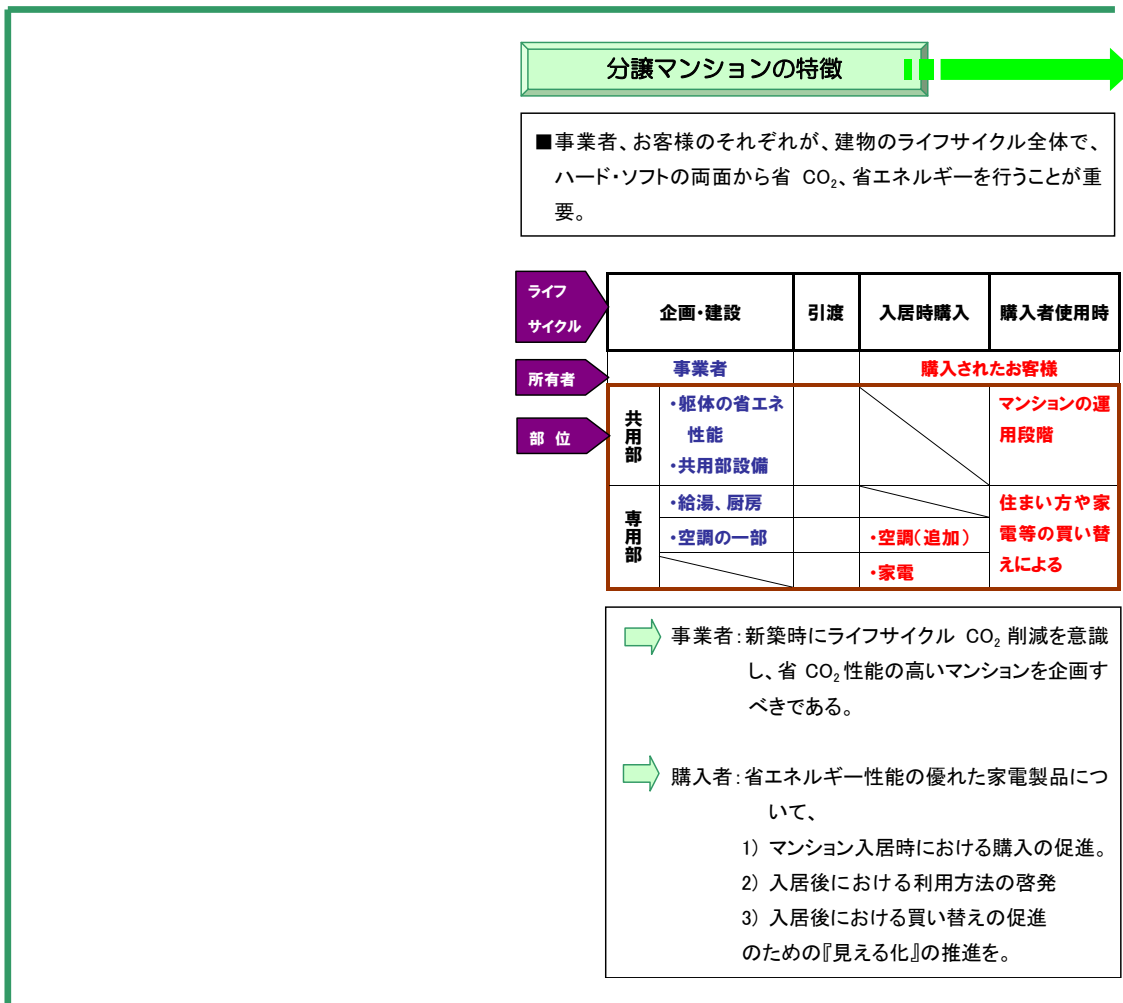 分譲マンションの特徴
■事業者、お客様のそれぞれが、建物のライフサイクル全体で、
ハード・ソフトの両面から省 CO₂、省エネルギーを行うことが重
要。
ライフ
サイクル
企画・建設 引渡 入居時購入 購入者使用時
所有者 事業者 購入されたお客様
部 位
共用部
・躯体の省エネ
性能
・共用部設備
マンションの運
用段階
専用部
・給湯、厨房
・空調の一部
・空調(追加)
・家電
住まい方や家
電等の買い替
えによる
事業者:新築時にライフサイクル CO₂ 削減を意識
し、省 CO₂ 性能の高いマンションを企画す
べきである。
購入者:省エネルギー性能の優れた家電製品につ
いて、
1) マンション入居時における購入の促進。
2) 入居後における利用方法の啓発
3) 入居後における買い替えの促進
のための『見える化』の推進を。